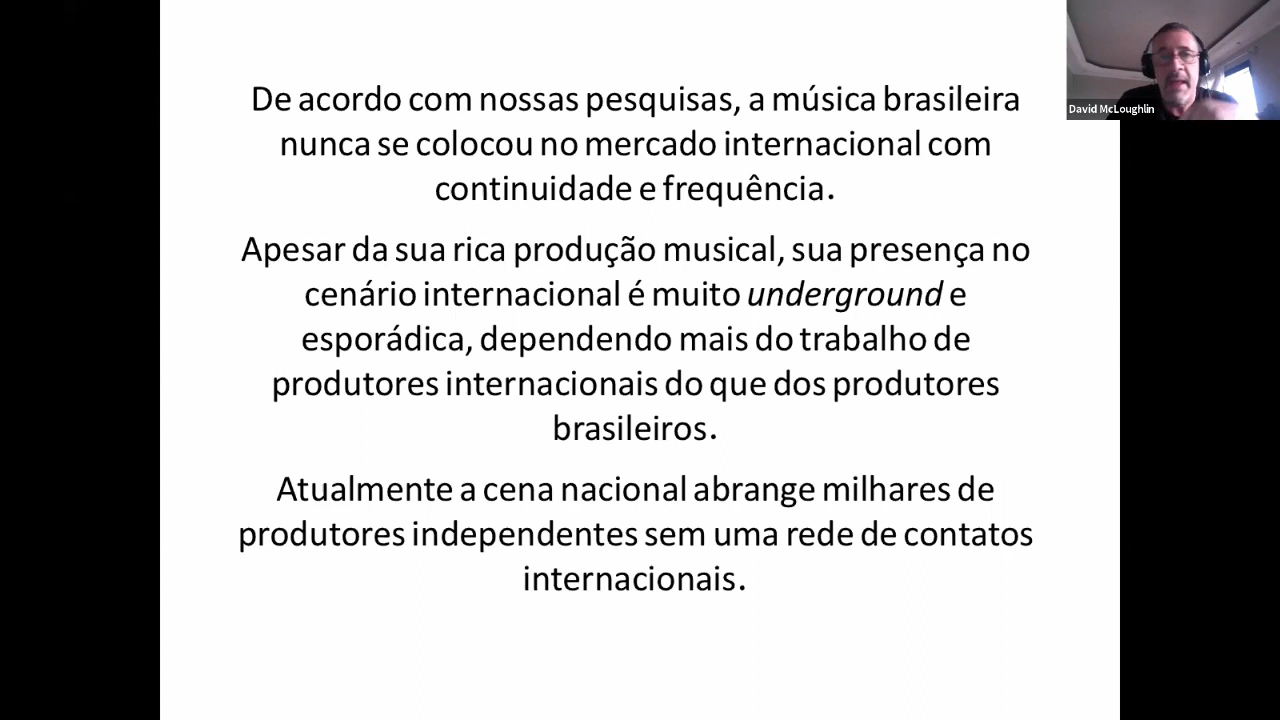 De acordo com nossas pesquisas, a música brasileira
nunca se colocou no mercado internacional com
continuidade e frequência.
Apesar da sua rica produção musical, sua presença no
cenário internacional é muito underground e
esporádica, dependendo mais do trabalho de
produtores internacionais do que dos produtores
brasileiros.
Atualmente a cena nacional abrange milhares de
produtores independentes sem uma rede de contatos
internacionais.
David McLoughlin